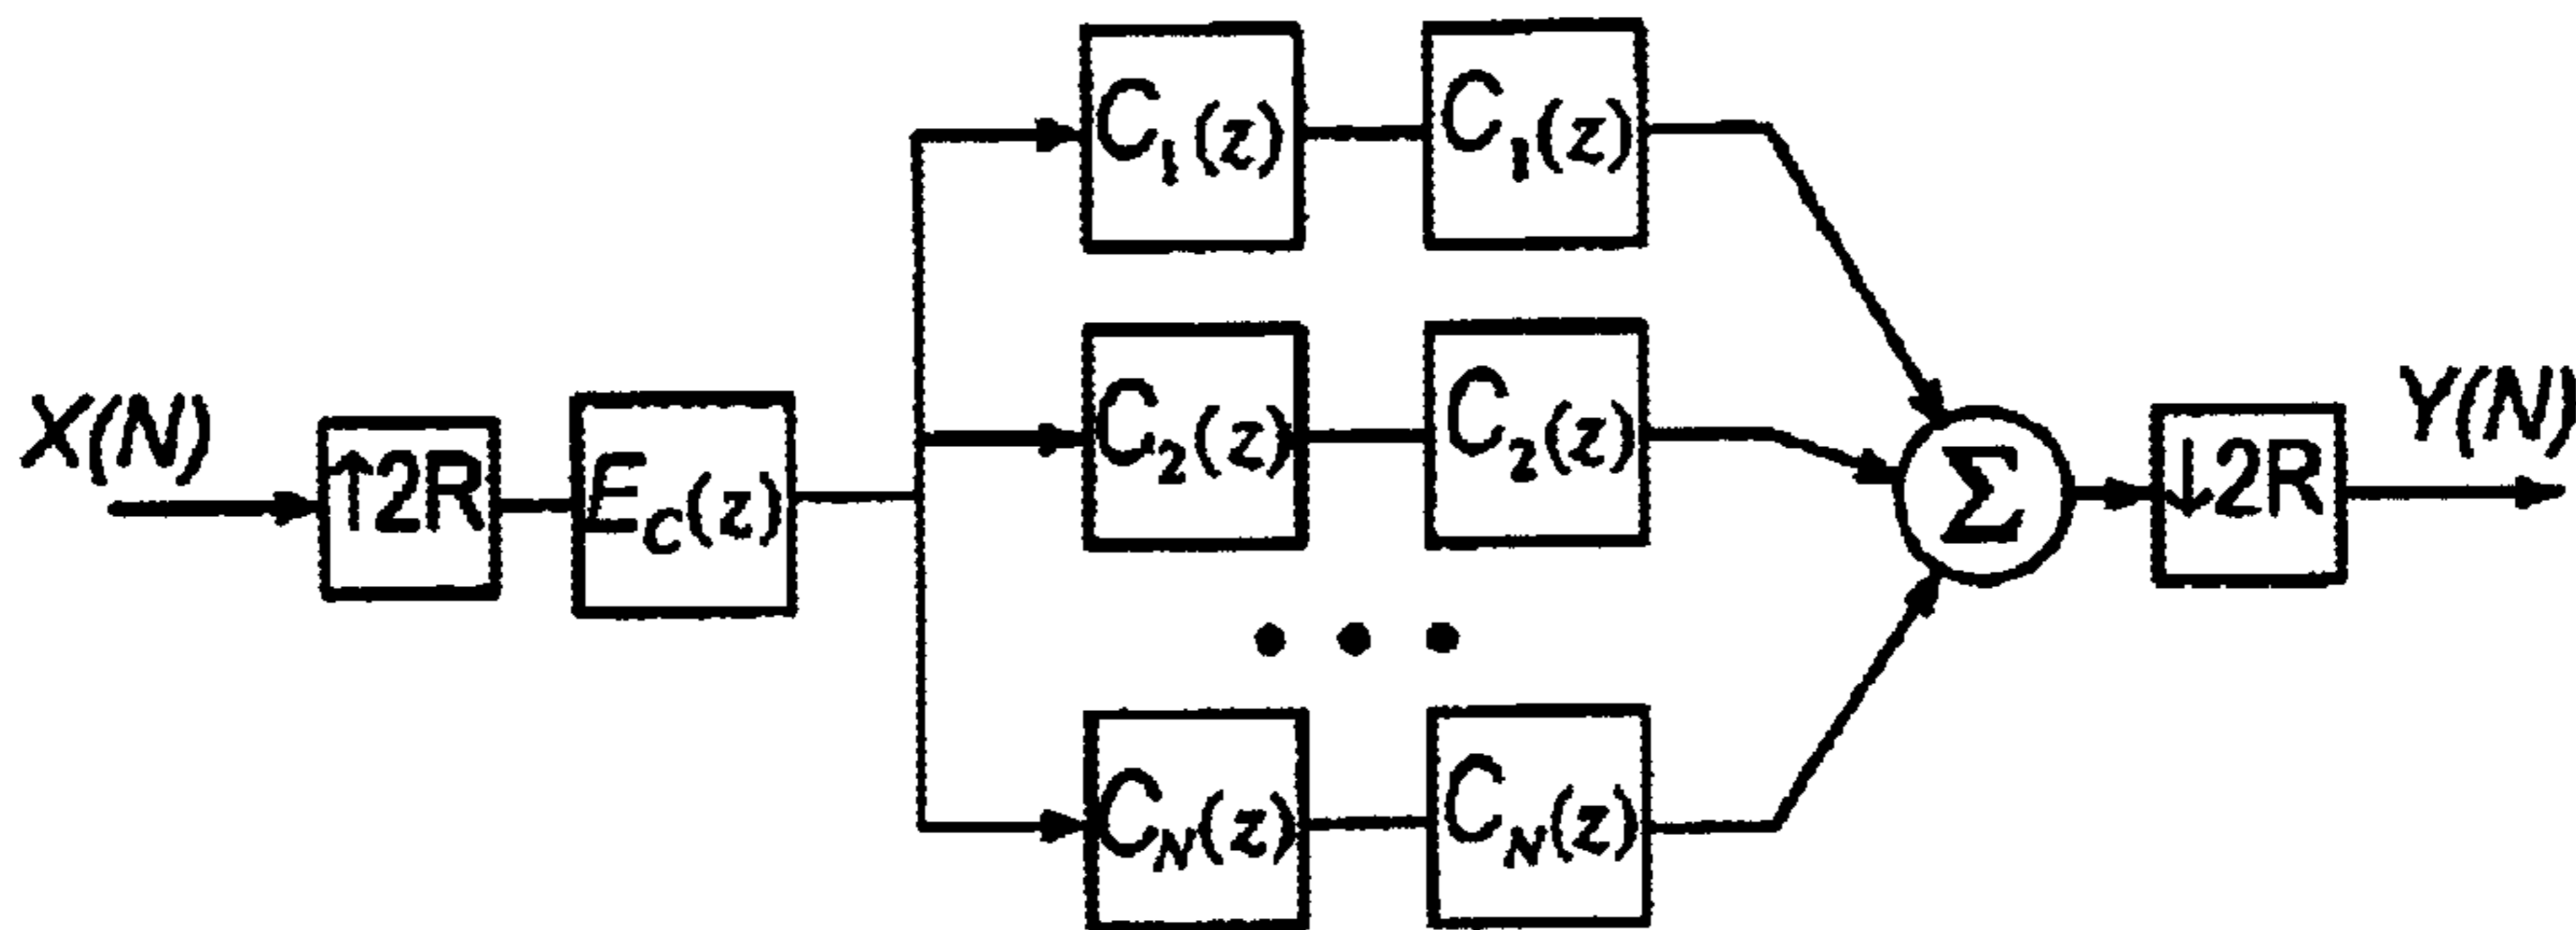 X(N)
↑2R
E_C(z)
C_1(z)
C_1(z)
C_2(z)
C_2(z)
• • •
C_N(z)
C_N(z)
Σ
↓2R
Y(N)